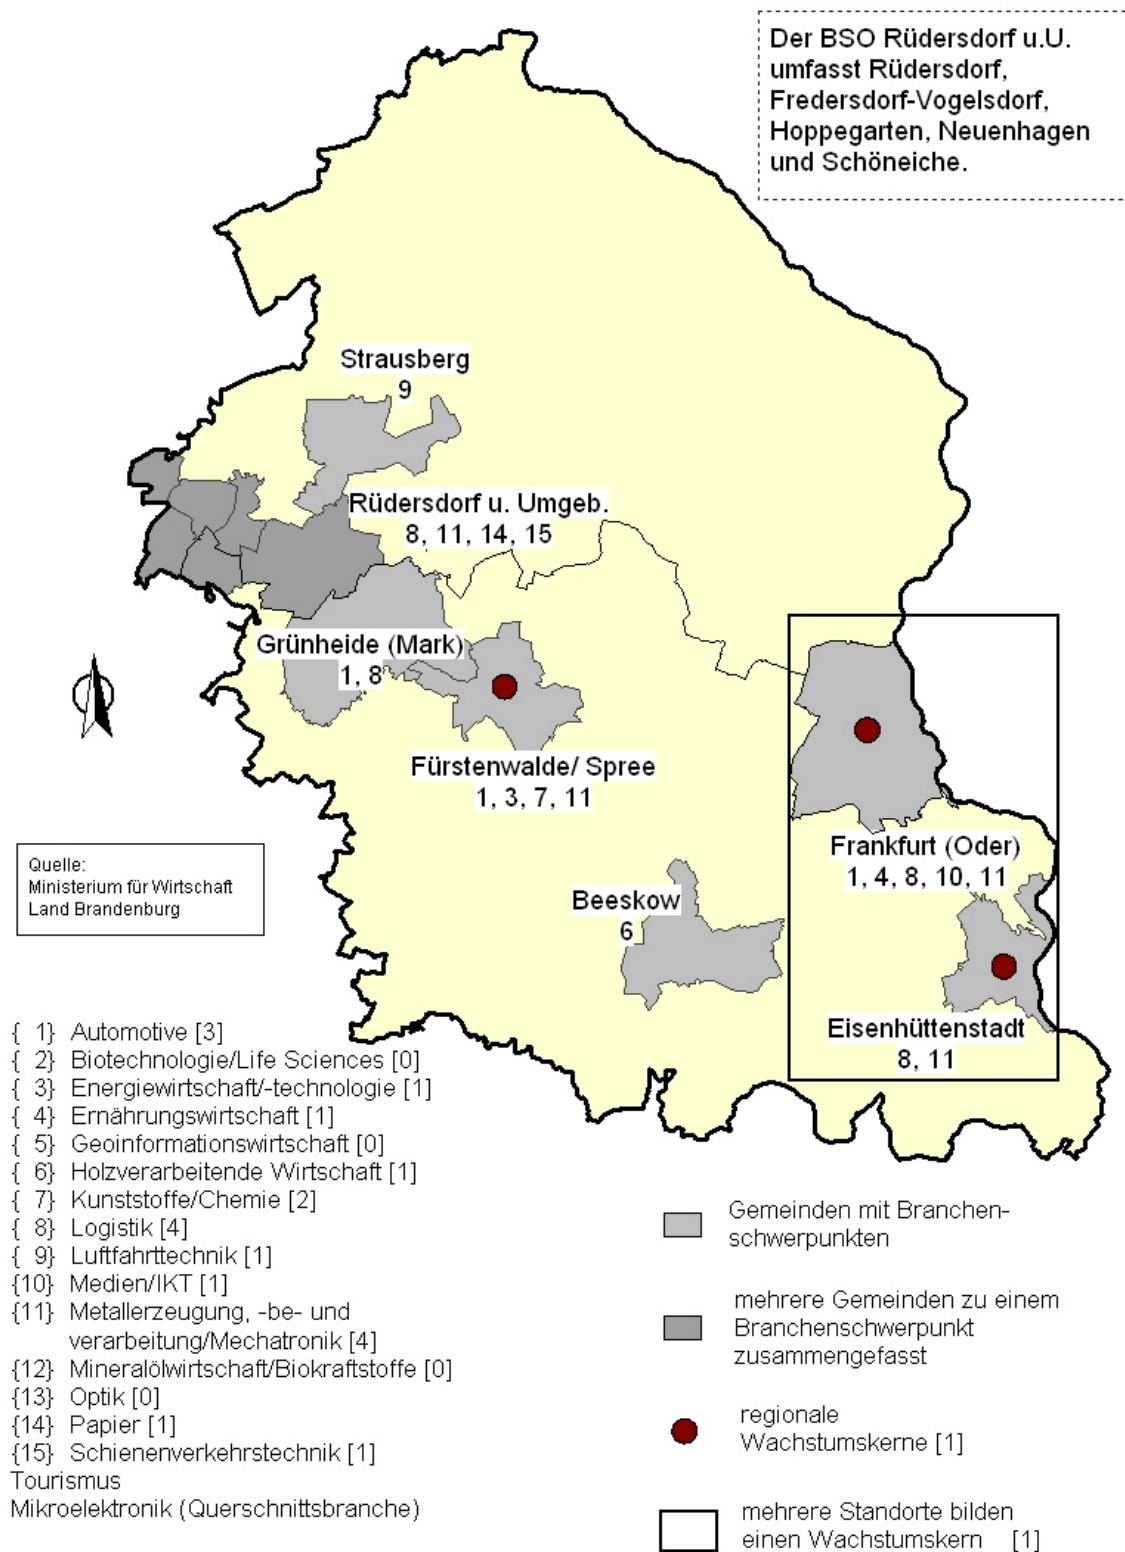 Der BSO Rüdersdorf u.U.
umfasst Rüdersdorf,
Fredersdorf-Vogelsdorf,
Hoppegarten, Neuenhagen
und Schöneiche.
Strausberg
9
Rüdersdorf u. Umgeb.
8, 11, 14, 15
Grünheide (Mark)
1, 8
Fürstenwalde/ Spree
1, 3, 7, 11
Frankfurt (Oder)
1, 4, 8, 10, 11
Beeskow
6
Eisenhüttenstadt
8, 11
Quelle:
Ministerium für Wirtschaft
Land Brandenburg
{ 1} Automotive [3]
{ 2} Biotechnologie/Life Sciences [0]
{ 3} Energiewirtschaft/-technologie [1]
{ 4} Ernährungswirtschaft [1]
{ 5} Geoinformationswirtschaft [0]
{ 6} Holzverarbeitende Wirtschaft [1]
{ 7} Kunststoffe/Chemie [2]
{ 8} Logistik [4]
{ 9} Luftfahrttechnik [1]
{10} Medien/IKT [1]
{11} Metallerzeugung, -be- und
verarbeitung/Mechatronik [4]
{12} Mineralölwirtschaft/Biokraftstoffe [0]
{13} Optik [0]
{14} Papier [1]
{15} Schienenverkehrstechnik [1]
Tourismus
Mikroelektronik (Querschnittsbranche)
Gemeinden mit Branchen-
schwerpunkten
mehrere Gemeinden zu einem
Branchenschwerpunkt
zusammengefasst
regionale
Wachstumskerne [1]
mehrere Standorte bilden
einen Wachstumskern [1]